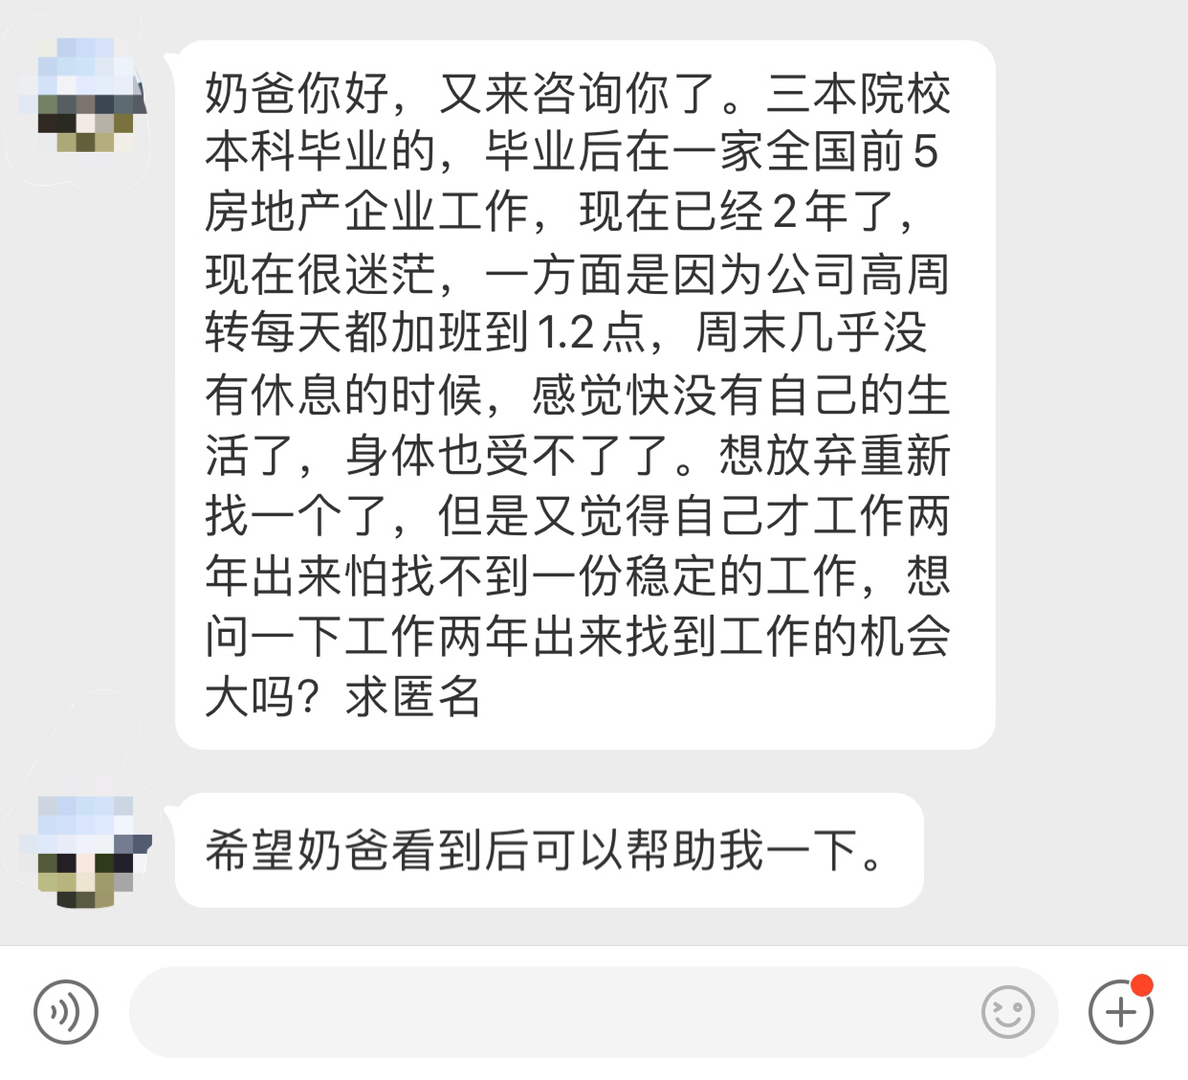 奶爸你好，又来咨询你了。三本院校
本科毕业的，毕业后在一家全国前5
房地产企业工作，现在已经2年了，
现在很迷茫，一方面是因为公司高周
转每天都加班到1.2点，周末几乎没
有休息的时候，感觉快没有自己的生
活了，身体也受不了了。想放弃重新
找一个了，但是又觉得自己才工作两
年出来怕找不到一份稳定的工作，想
问一下工作两年出来找到工作的机会
大吗？求匿名
希望奶爸看到后可以帮助我一下。